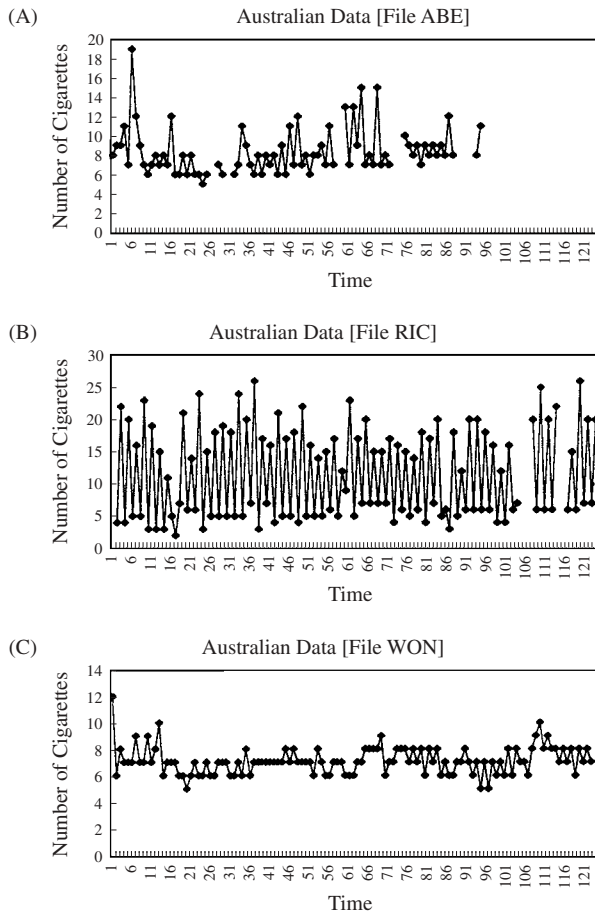 (A)
Australian Data [File ABE]
Number of Cigarettes
20
18
16
14
12
10
8
6
4
2
0
1 6 11 16 21 26 31 36 41 46 51 56 61 66 71 76 81 86 91 96 101 106 111 116 121
Time
(B)
Australian Data [File RIC]
Number of Cigarettes
30
25
20
15
10
5
0
1 6 11 16 21 26 31 36 41 46 51 56 61 66 71 76 81 86 91 96 101 106 111 116 121
Time
(C)
Australian Data [File WON]
Number of Cigarettes
14
12
10
8
6
4
2
0
1 6 11 16 21 26 31 36 41 46 51 56 61 66 71 76 81 86 91 96 101 106 111 116 121
Time